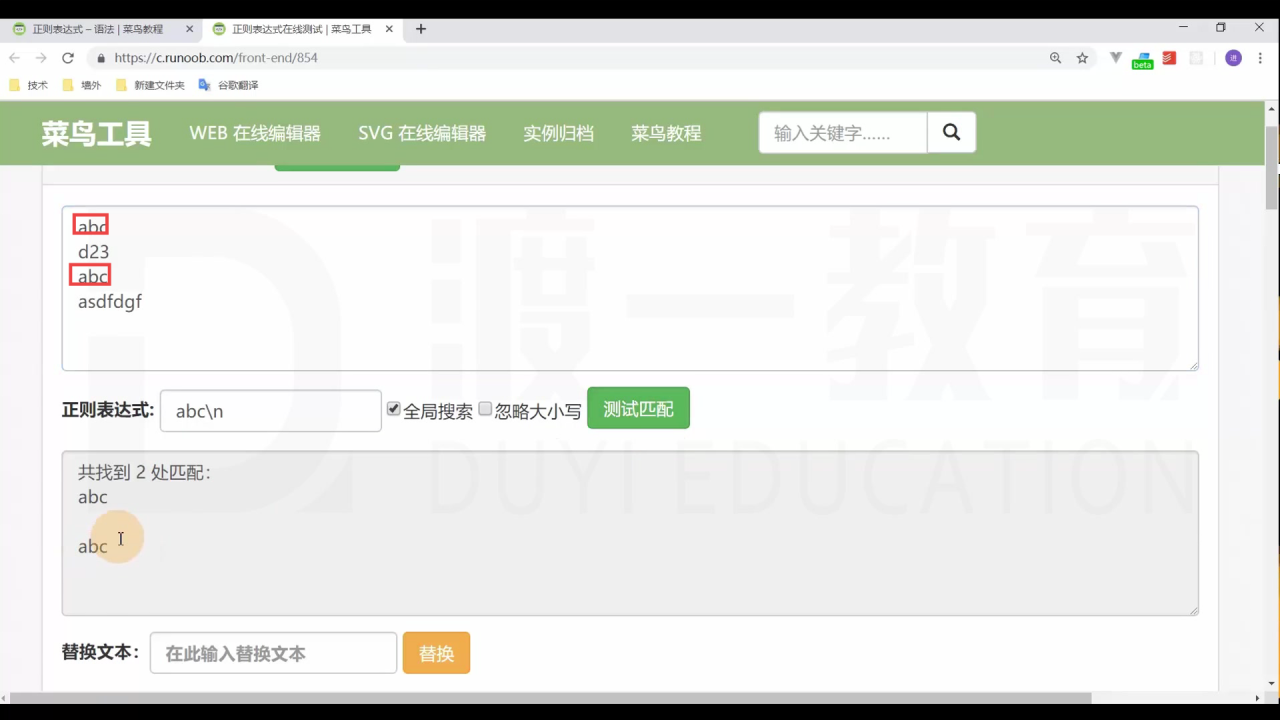 正则表达式 – 语法 | 菜鸟教程
正则表达式在线测试 | 菜鸟工具
https://c.runoob.com/front-end/854
beta
进
技术
墙外
新建文件夹
谷歌翻译
菜鸟工具
WEB 在线编辑器
SVG 在线编辑器
实例归档
菜鸟教程
输入关键字......
abc
d23
abc
asdfdgf
渡一教育
DUYI EDUCATION
正则表达式:
abc\n
全局搜索
忽略大小写
测试匹配
共找到 2 处匹配：
abc
abc
替换文本：
在此输入替换文本
替换